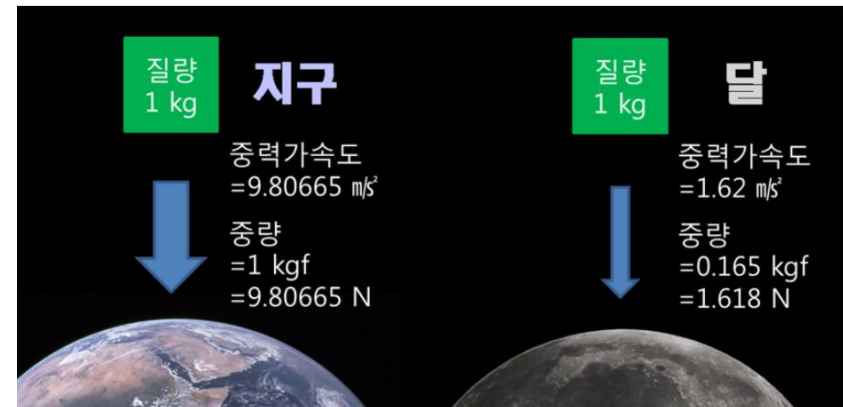 질량
1 kg
지구
중력가속도
=9.80665 ㎨
중량
=1 kgf
=9.80665 N
질량
1 kg
달
중력가속도
=1.62 ㎨
중량
=0.165 kgf
=1.618 N